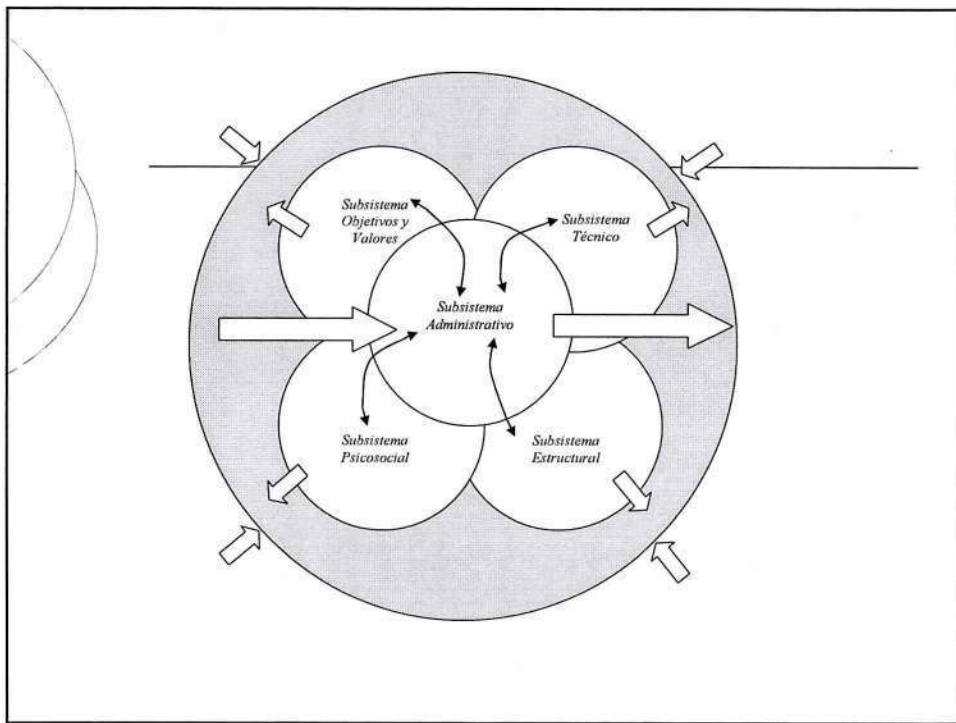 Subsistema
Objetivos y
Valores
Subsistema
Técnico
Subsistema
Administrativo
Subsistema
Psicosocial
Subsistema
Estructural